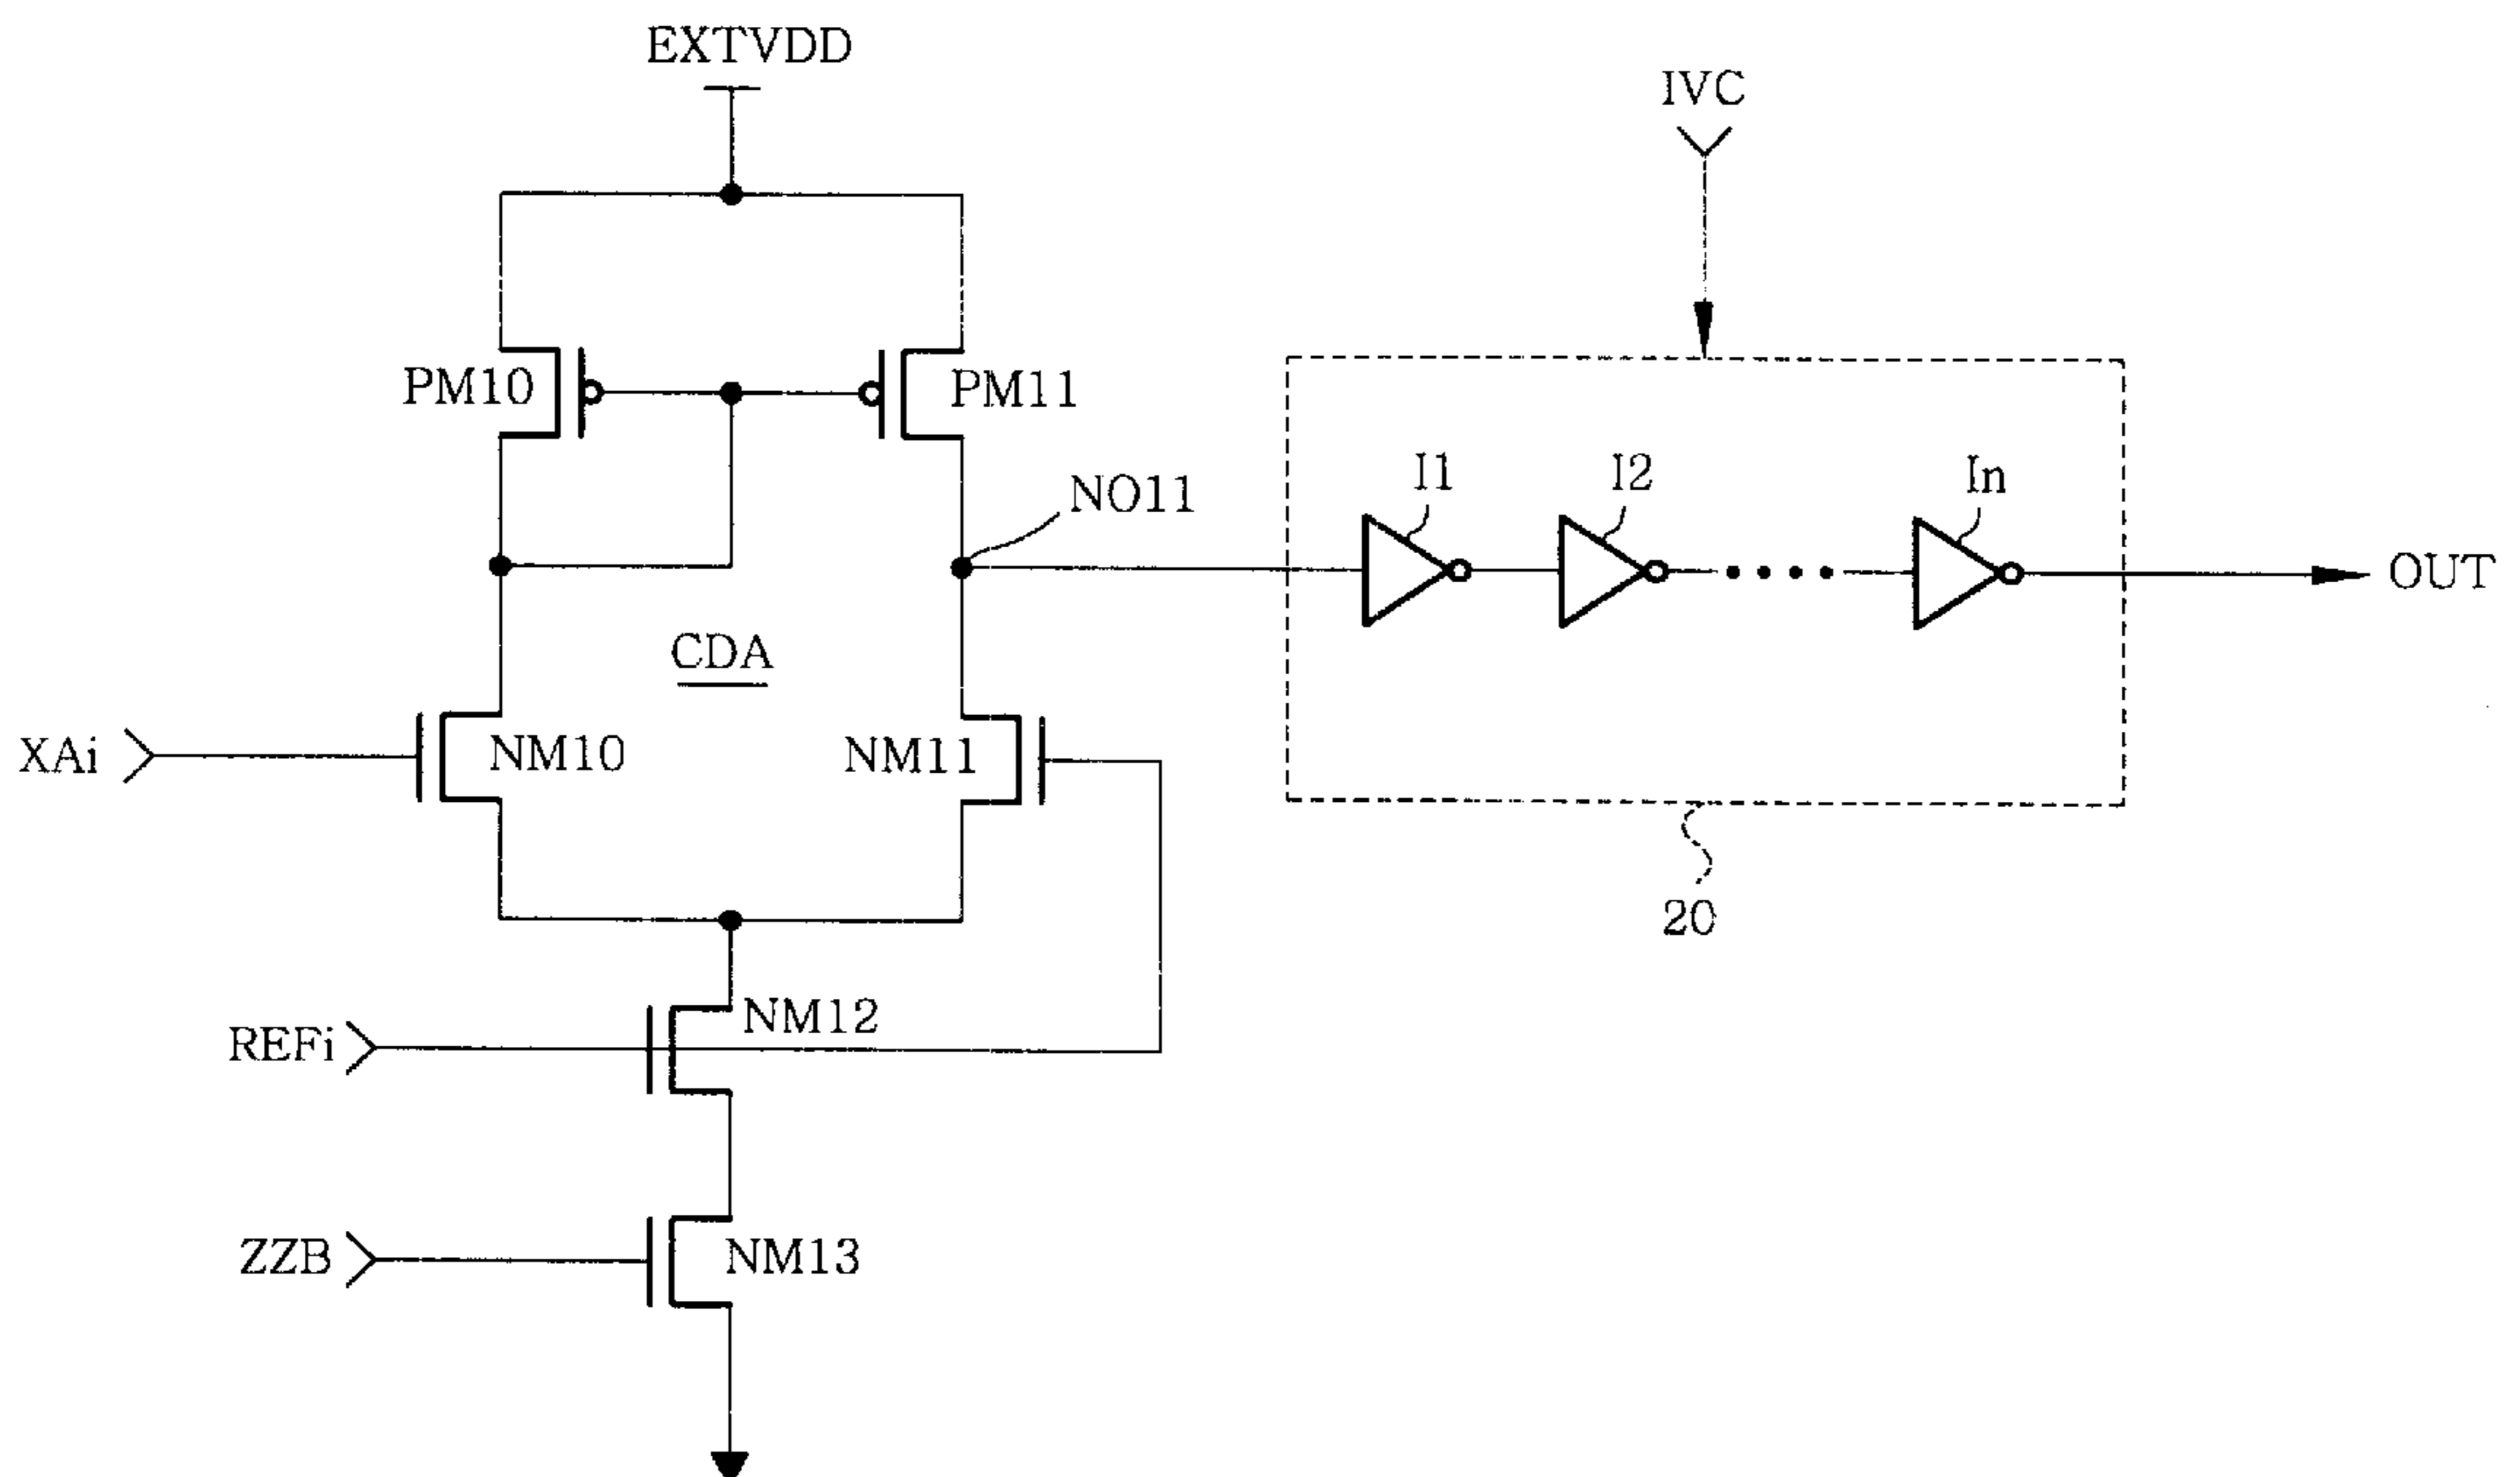 EXTVDD
IVC
PM10
PM11
NO11
I1
I2
In
OUT
CDA
XAi
NM10
NM11
20
NM12
REFi
ZZB
NM13